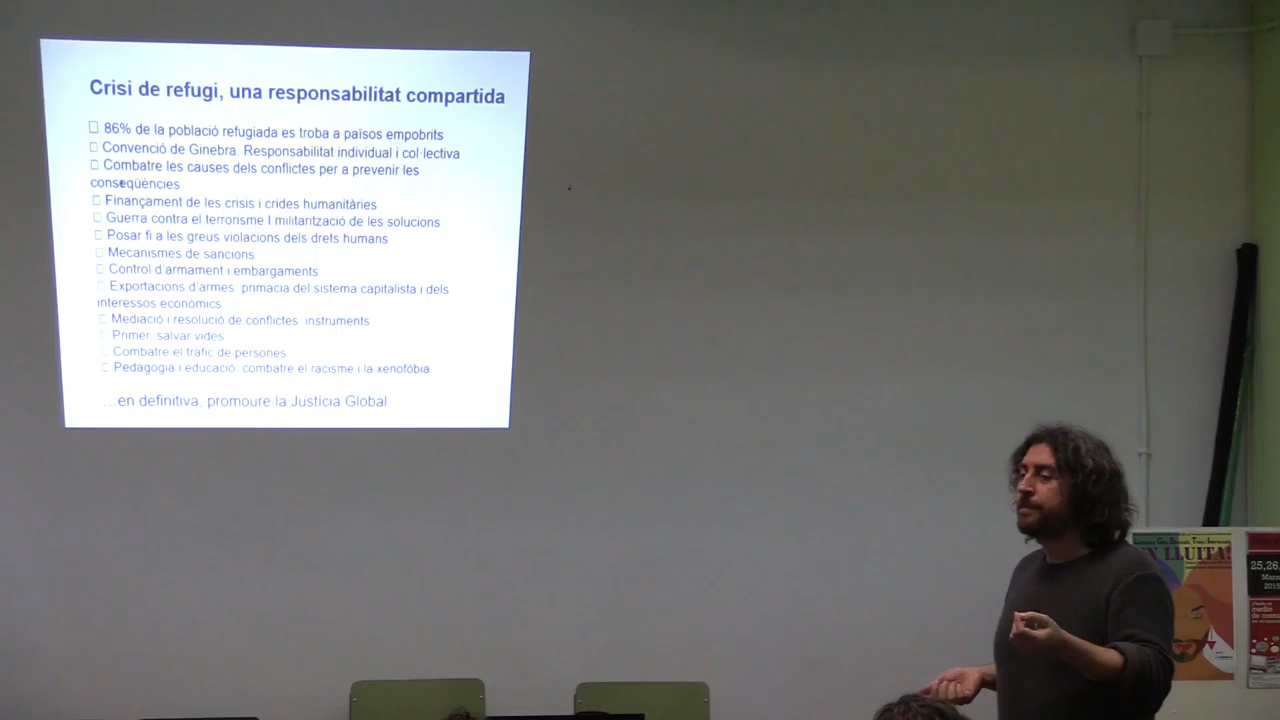 Crisi de refugi, una responsabilitat compartida
86% de la població refugiada es troba a països empobrits
Convenció de Ginebra. Responsabilitat individual i col·lectiva
Combatre les causes dels conflictes per a prevenir les
conseqüències
Finançament de les crisis i crides humanitàries
Guerra contra el terrorisme I militarització de les solucions
Posar fi a les greus violacions dels drets humans
Mecanismes de sancions
Control d'armament i embargaments
Exportacions d'armes primacia del sistema capitalista i dels
interessos econòmics
Mediació i resolució de conflictes instruments
Primer, salvar vides
Combatre el tràfic de persones
Pedagogia i educació combatre el racisme i la xenofòbia
...en definitiva, promoure la Justícia Global
LLUITA!
25,26,
medio